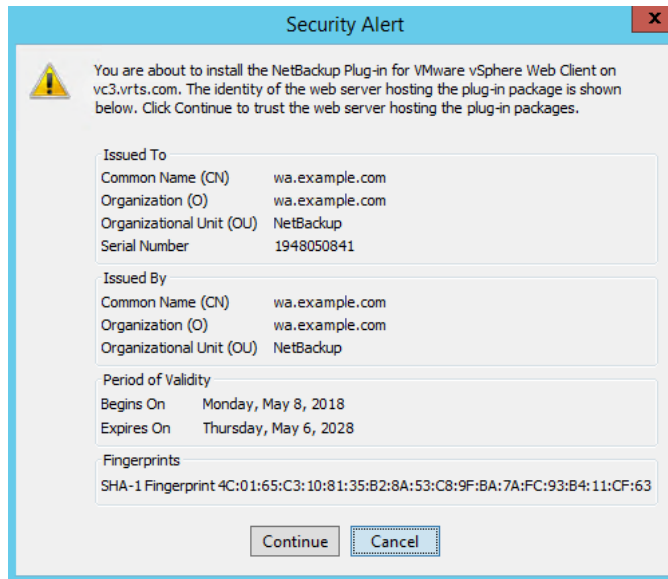 Security Alert
x
You are about to install the NetBackup Plug-in for VMware vSphere Web Client on
vc3.vrts.com. The identity of the web server hosting the plug-in package is shown
below. Click Continue to trust the web server hosting the plug-in packages.
Issued To
Common Name (CN) wa.example.com
Organization (O) wa.example.com
Organizational Unit (OU) NetBackup
Serial Number 1948050841
Issued By
Common Name (CN) wa.example.com
Organization (O) wa.example.com
Organizational Unit (OU) NetBackup
Period of Validity
Begins On Monday, May 8, 2018
Expires On Thursday, May 6, 2028
Fingerprints
SHA-1 Fingerprint 4C:01:65:C3:10:81:35:B2:8A:53:C8:9F:BA:7A:FC:93:B4:11:CF:63
Continue Cancel